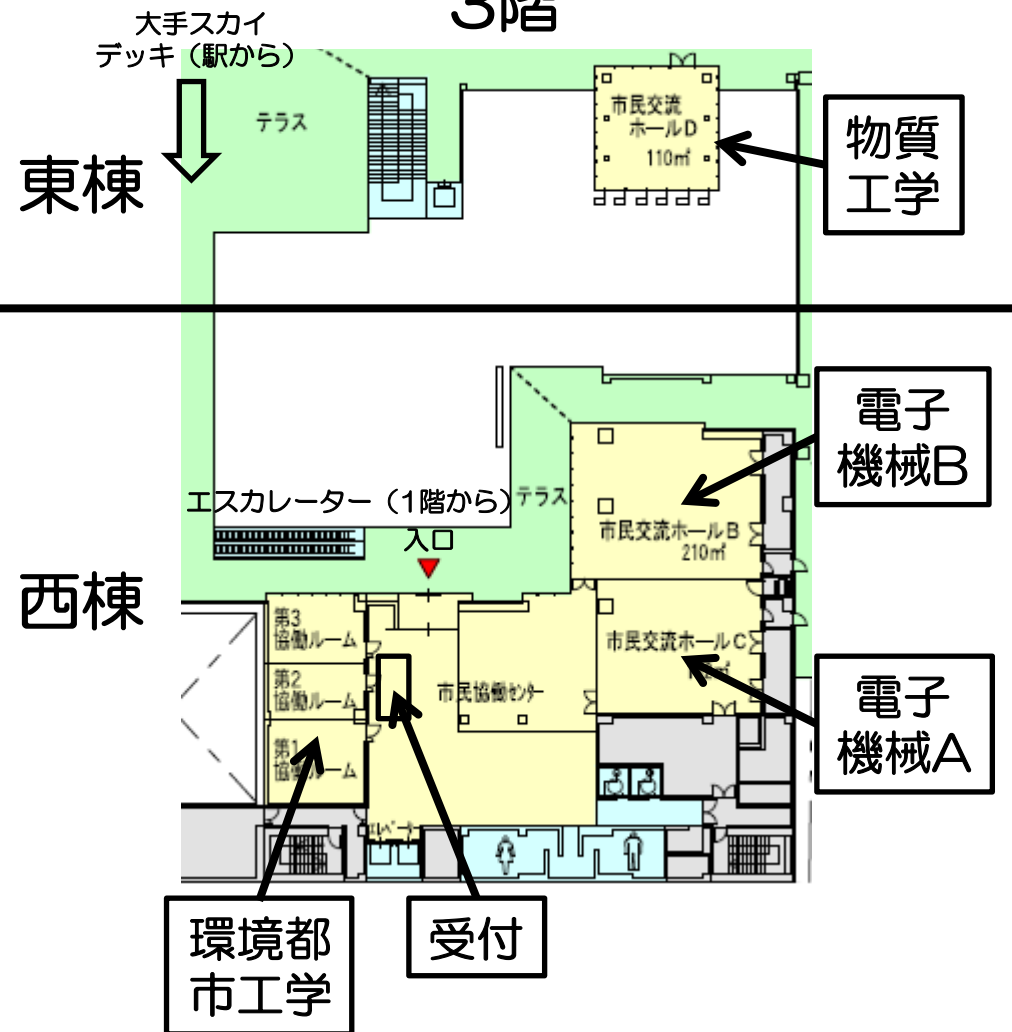 3階
大手スカイ
デッキ（駅から）
テラス
市民交流
ホールD
110㎡
物質
工学
東棟
電子
機械B
エスカレーター（1階から）
テラス
市民交流ホールB
210㎡
入口
西棟
第3
協働ルーム
市民交流ホールC
第2
協働ルーム
市民協働センター
電子
機械A
第1
協働ルーム
エレベーター
環境都
市工学
受付